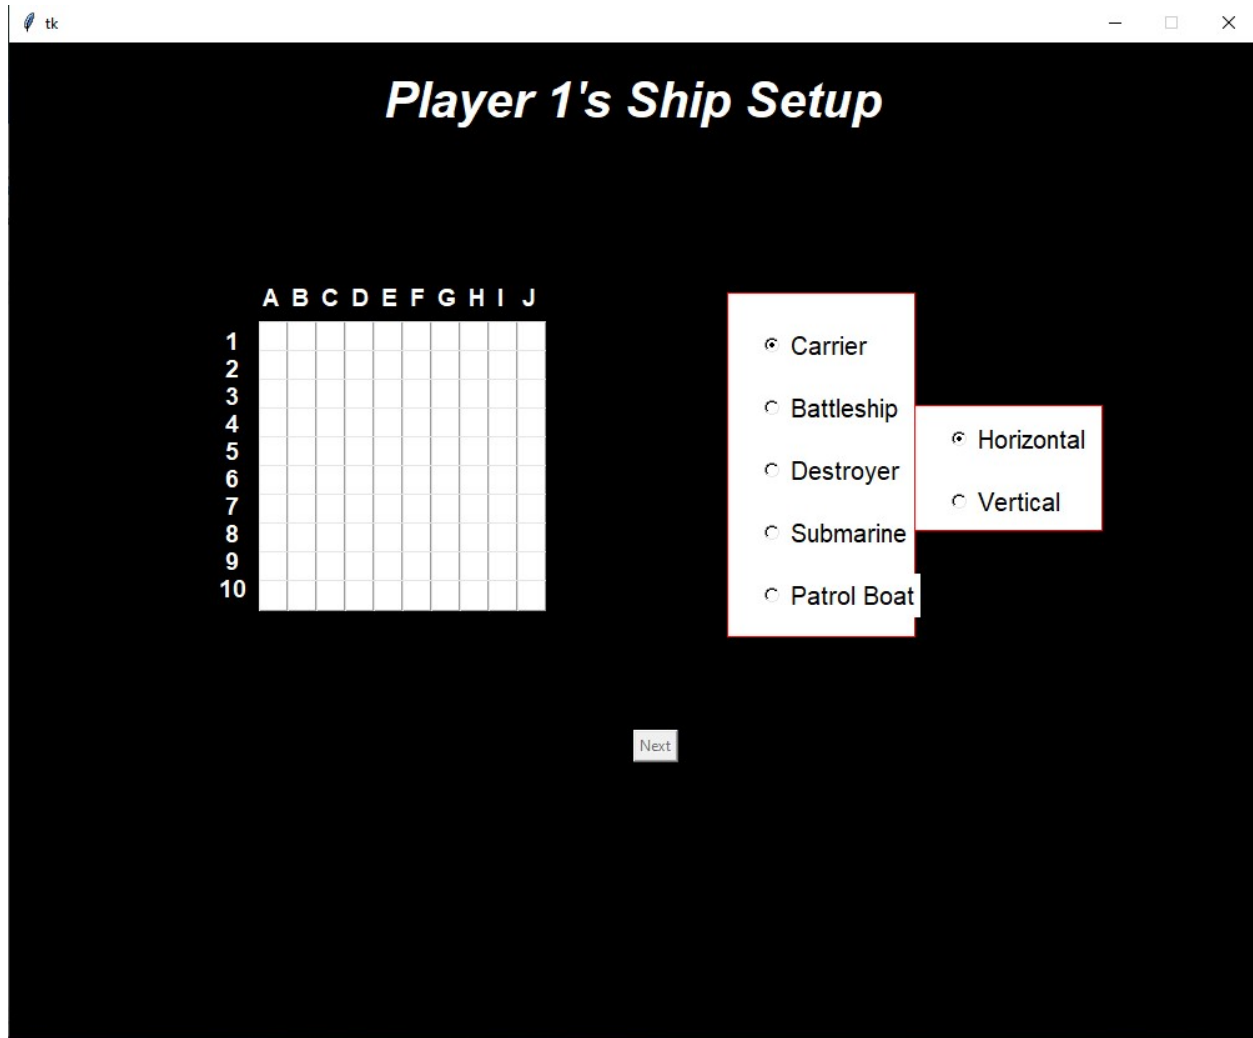 tk
Player 1's Ship Setup
A B C D E F G H I J
1
2
3
4
5
6
7
8
9
10
Carrier
Battleship
Destroyer
Submarine
Patrol Boat
Horizontal
Vertical
Next